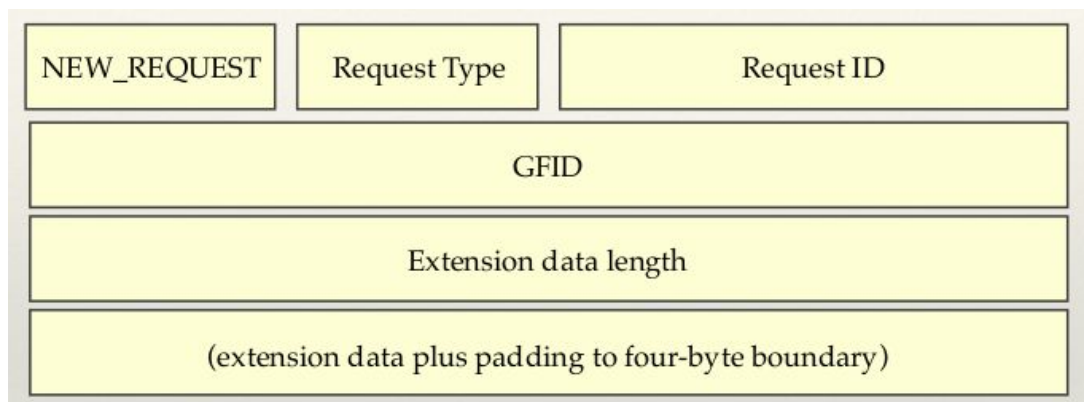 NEW_REQUEST Request Type Request ID
GFID
Extension data length
(extension data plus padding to four-byte boundary)